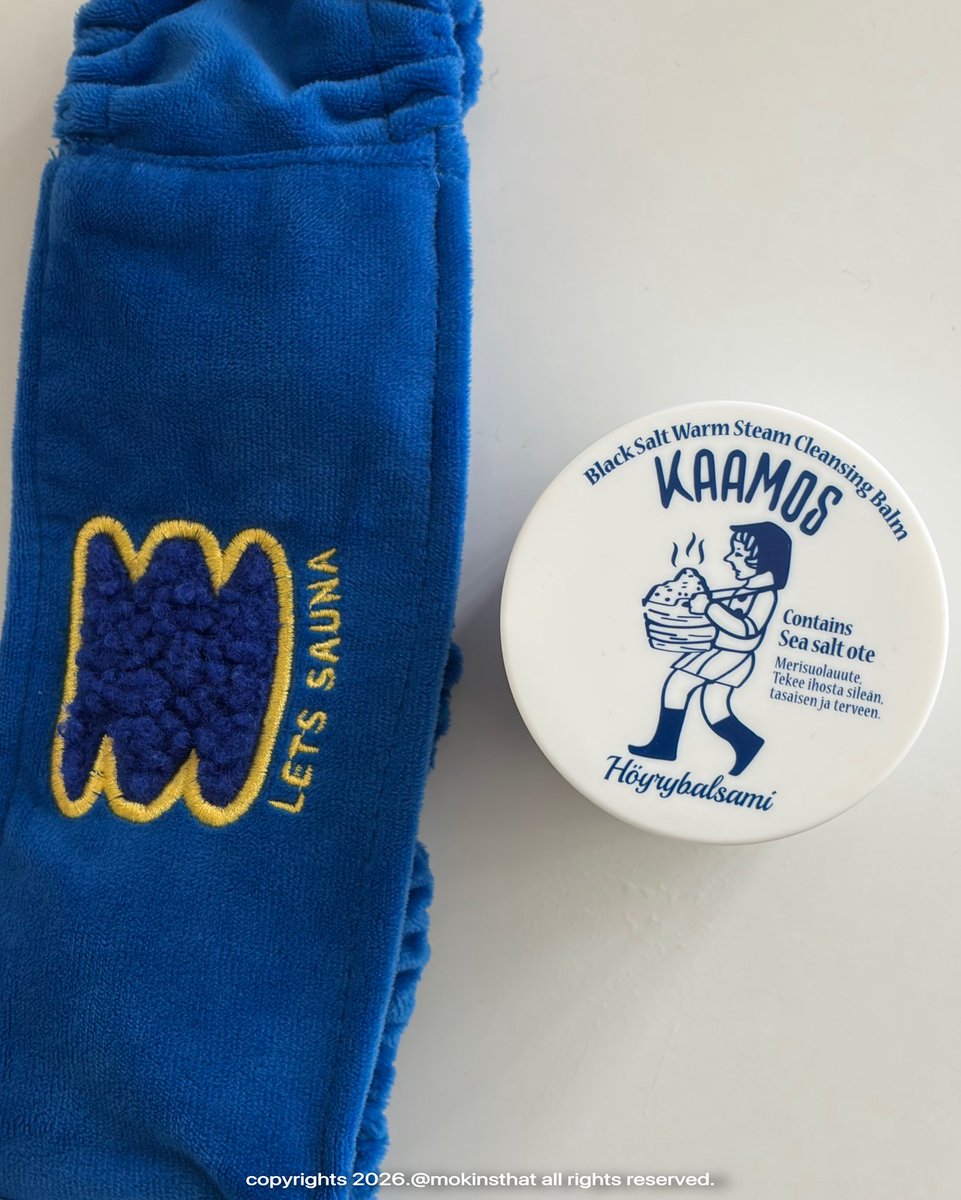 LETS SAUNA
Black Salt Warm Steam Cleansing Balm
KAAMOS
Contains
Sea salt ote
Merisuolauute,
Tekee ihosta sileän,
tasaisen ja terveen.
Höyrybalsami
copyrights 2026.@mokinsthat all rights reserved.